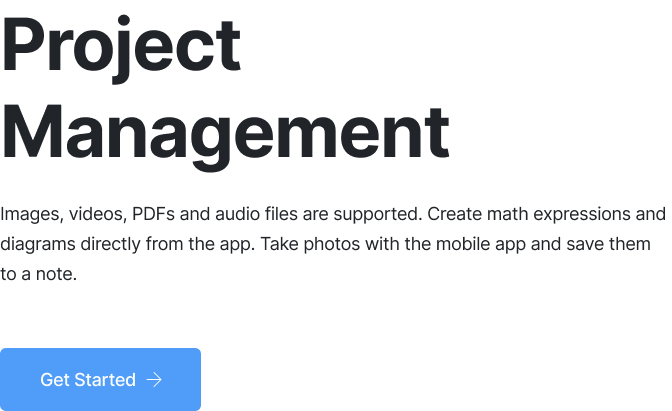 Project
Management
Images, videos, PDFs and audio files are supported. Create math expressions and
diagrams directly from the app. Take photos with the mobile app and save them
to a note.
Get Started →